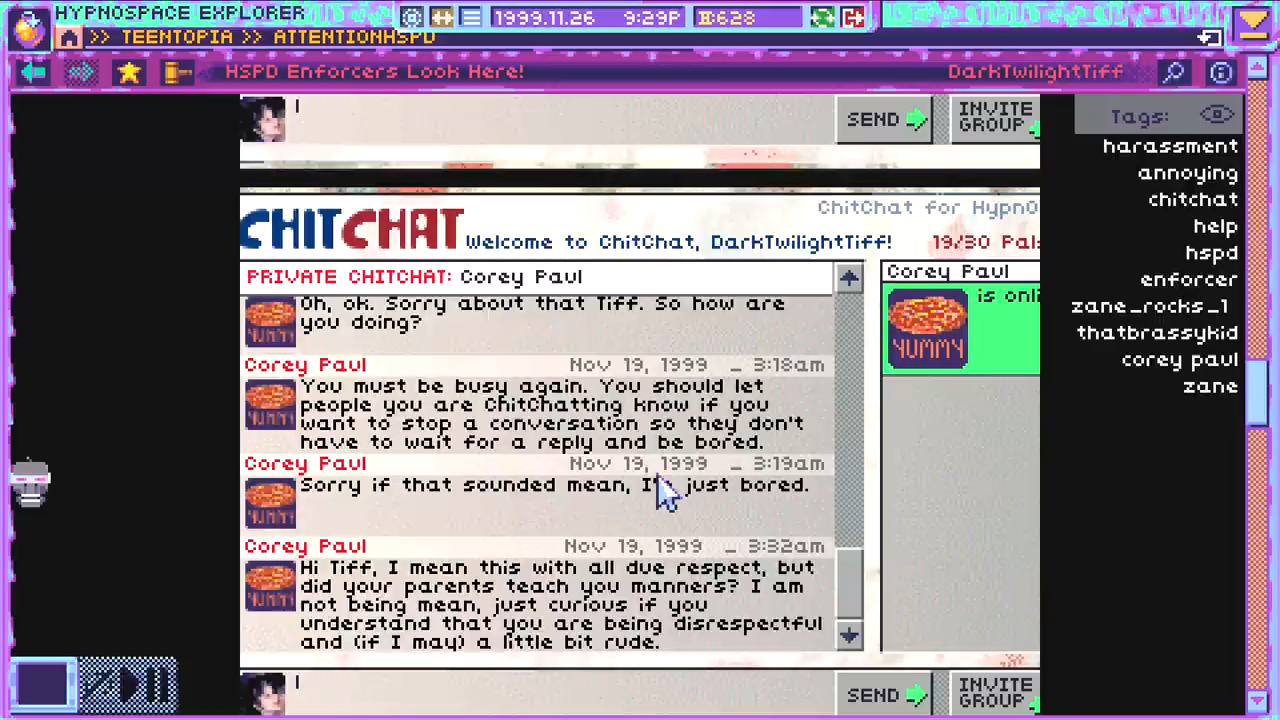 HYPNOSPACE EXPLORER
1999.11.26 9:29P 628
>> TEENTOPIA >> ATTENTIONHSPD
HSPD Enforcers Look Here!
DarkTwilightTiff
Tags:
harassment
annoying
chitchat
help
hspd
enforcer
zane_rocks_1
thatbrassykid
corey paul
zane
SEND
INVITE
GROUP
CHITCHAT
ChitChat for HypnO
Welcome to ChitChat, DarkTwilightTiff!
19/30 Pals
PRIVATE CHITCHAT: Corey Paul
Corey Paul
is onli
YUMMY
YUMMY
Oh, ok. Sorry about that Tiff. So how are
you doing?
Corey Paul Nov 19, 1999 _ 3:18am
YUMMY
You must be busy again. You should let
people you are ChitChatting know if you
want to stop a conversation so they don't
have to wait for a reply and be bored.
Corey Paul Nov 19, 1999 _ 3:19am
YUMMY
Sorry if that sounded mean, just bored.
Corey Paul Nov 19, 1999 _ 3:32am
YUMMY
Hi Tiff, I mean this with all due respect, but
did your parents teach you manners? I am
not being mean, just curious if you
understand that you are being disrespectful
and (if I may) a little bit rude.
SEND
INVITE
GROUP